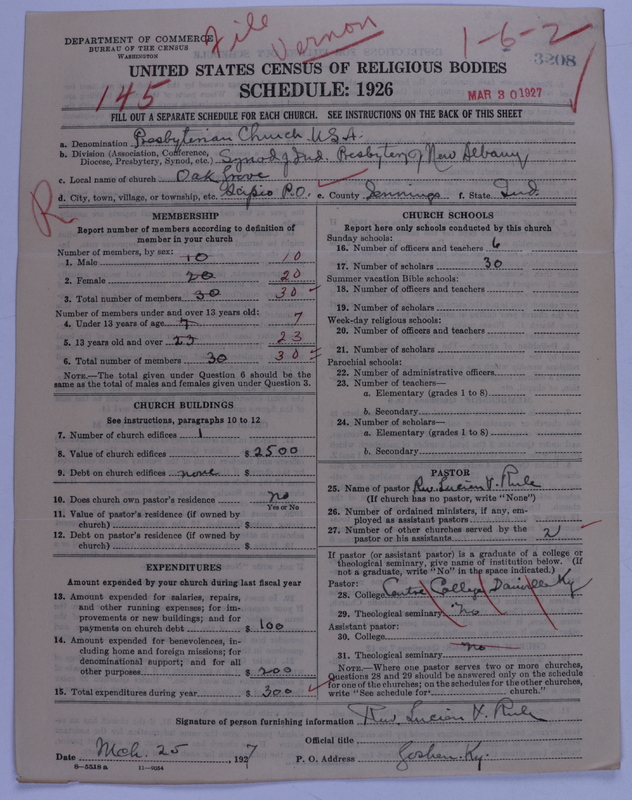 DEPARTMENT OF COMMERCE
BUREAU OF THE CENSUS
WASHINGTON
File
Vernon
1-6-2
3208
UNITED STATES CENSUS OF RELIGIOUS BODIES
SCHEDULE: 1926
145
MAR 30 1927
FILL OUT A SEPARATE SCHEDULE FOR EACH CHURCH. SEE INSTRUCTIONS ON THE BACK OF THIS SHEET
a. Denomination Presbyterian Church U.S.A.
b. Division (Association, Conference, Diocese, Presbytery, Synod, etc.) Synod of Ind. Presbytery of New Albany
c. Local name of church Oak Grove
d. City, town, village, or township, etc. Scipio P.O. e. County Jennings f. State Ind.
R
MEMBERSHIP
Report number of members according to definition of
member in your church
Number of members, by sex:
1. Male 10 10
2. Female 20 20
3. Total number of members 30 30
Number of members under and over 13 years old:
4. Under 13 years of age 7 7
5. 13 years old and over 23 23
6. Total number of members 30 30
NOTE.—The total given under Question 6 should be the
same as the total of males and females given under Question 3.
CHURCH BUILDINGS
See instructions, paragraphs 10 to 12
7. Number of church edifices 1
8. Value of church edifices $ 2500
9. Debt on church edifices none $
10. Does church own pastor's residence no
Yes or No
11. Value of pastor's residence (if owned by
church) $
12. Debt on pastor's residence (if owned by
church) $
EXPENDITURES
Amount expended by your church during last fiscal year
13. Amount expended for salaries, repairs,
and other running expenses; for im-
provements or new buildings; and for
payments on church debt $ 100
14. Amount expended for benevolences, in-
cluding home and foreign missions; for
denominational support; and for all
other purposes $ 200
15. Total expenditures during year $ 300
CHURCH SCHOOLS
Report here only schools conducted by this church
Sunday schools:
16. Number of officers and teachers 6
17. Number of scholars 30
Summer vacation Bible schools:
18. Number of officers and teachers
19. Number of scholars
Week-day religious schools:
20. Number of officers and teachers
21. Number of scholars
Parochial schools:
22. Number of administrative officers
23. Number of teachers—
a. Elementary (grades 1 to 8)
b. Secondary
24. Number of scholars—
a. Elementary (grades 1 to 8)
b. Secondary
PASTOR
25. Name of pastor Rev. Lucian V. Rule
(If church has no pastor, write "None")
26. Number of ordained ministers, if any, em-
ployed as assistant pastors
27. Number of other churches served by the
pastor or his assistants 2
If pastor (or assistant pastor) is a graduate of a college or
theological seminary, give name of institution below. (If
not a graduate, write "No" in the space indicated.)
Pastor:
28. College Centre College Danville Ky
29. Theological seminary No
Assistant pastor:
30. College
31. Theological seminary No
NOTE.—Where one pastor serves two or more churches,
Questions 28 and 29 should be answered only on the schedule
for one of the churches; on the schedules for the other churches,
write "See schedule for church."
Signature of person furnishing information Rev. Lucian V. Rule
Official title
Date Mch. 25, 1927 P. O. Address Goshen, Ky.
8—5518 a 11—9264